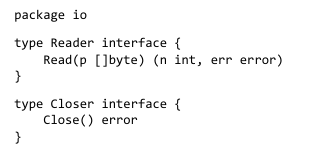 package io
type Reader interface {
    Read(p []byte) (n int, err error)
}
type Closer interface {
    Close() error
}